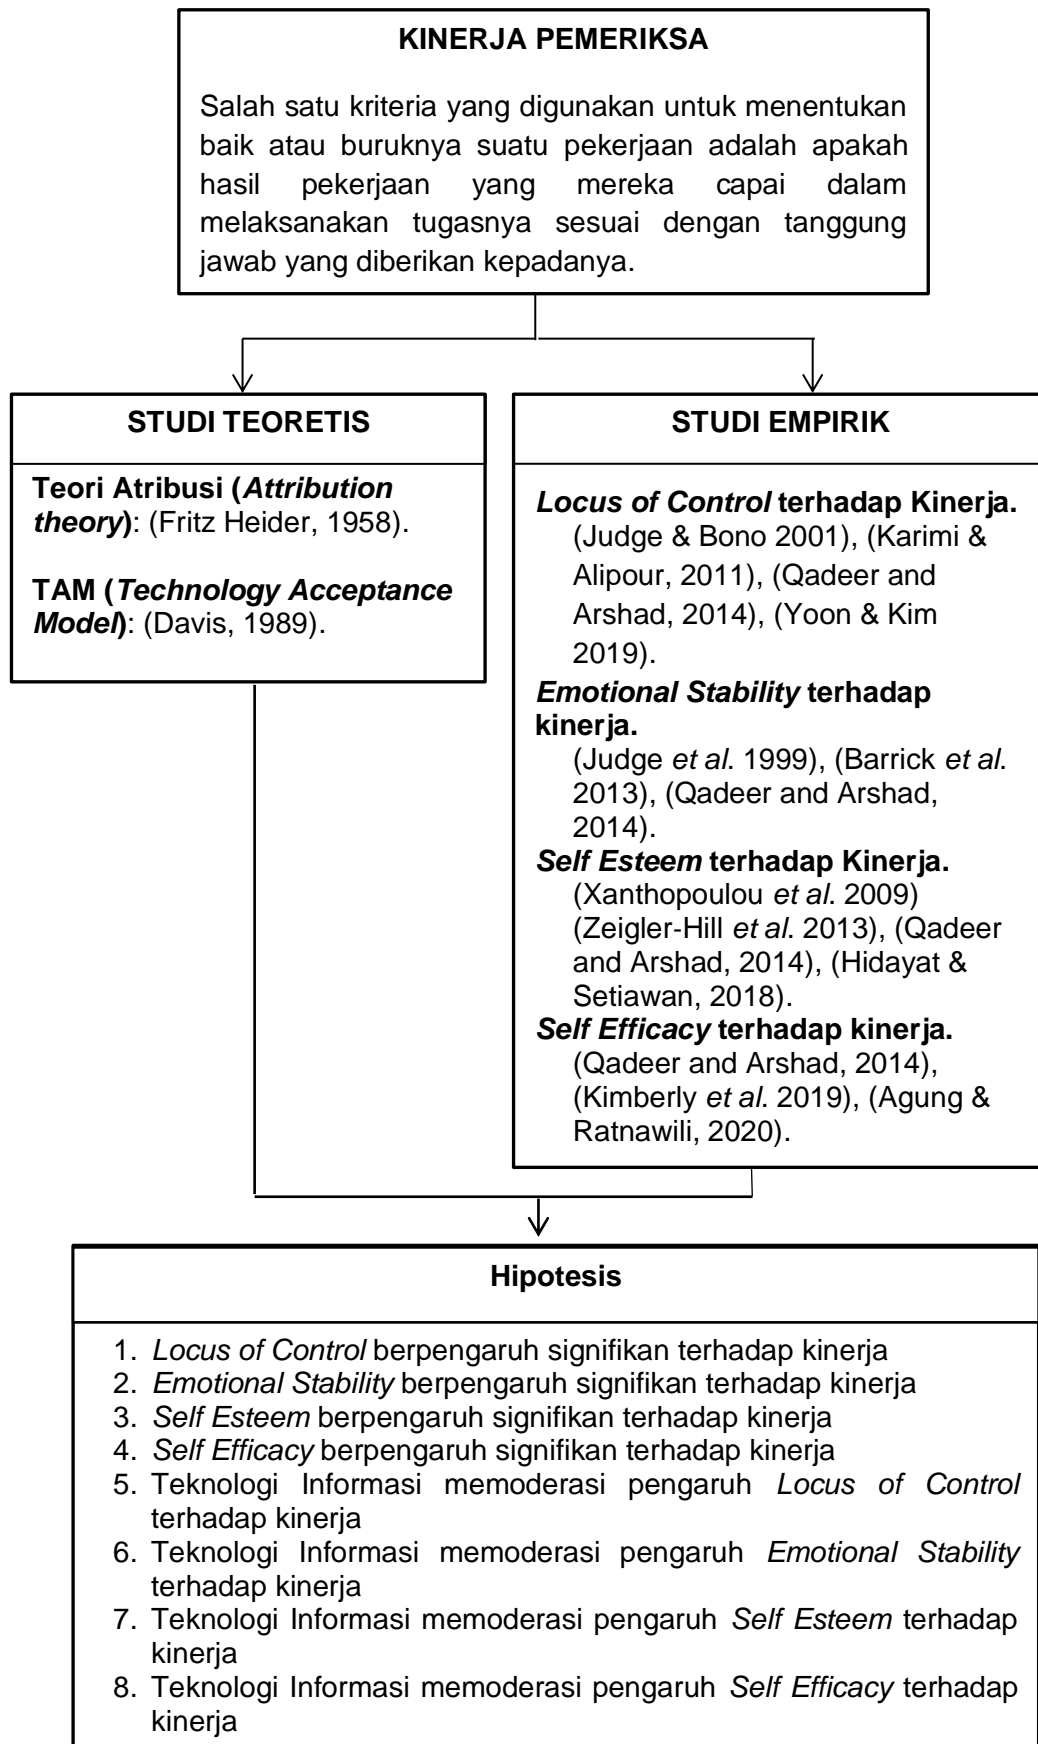 KINERJA PEMERIKSA
Salah satu kriteria yang digunakan untuk menentukan
baik atau buruknya suatu pekerjaan adalah apakah
hasil pekerjaan yang mereka capai dalam
melaksanakan tugasnya sesuai dengan tanggung
jawab yang diberikan kepadanya.
STUDI TEORETIS
Teori Atribusi (Attribution
theory): (Fritz Heider, 1958).
TAM (Technology Acceptance
Model): (Davis, 1989).
STUDI EMPIRIK
Locus of Control terhadap Kinerja.
(Judge & Bono 2001), (Karimi &
Alipour, 2011), (Qadeer and
Arshad, 2014), (Yoon & Kim
2019).
Emotional Stability terhadap
kinerja.
(Judge et al. 1999), (Barrick et al.
2013), (Qadeer and Arshad,
2014).
Self Esteem terhadap Kinerja.
(Xanthopoulou et al. 2009)
(Zeigler-Hill et al. 2013), (Qadeer
and Arshad, 2014), (Hidayat &
Setiawan, 2018).
Self Efficacy terhadap kinerja.
(Qadeer and Arshad, 2014),
(Kimberly et al. 2019), (Agung &
Ratnawili, 2020).
Hipotesis
1. Locus of Control berpengaruh signifikan terhadap kinerja
2. Emotional Stability berpengaruh signifikan terhadap kinerja
3. Self Esteem berpengaruh signifikan terhadap kinerja
4. Self Efficacy berpengaruh signifikan terhadap kinerja
5. Teknologi Informasi memoderasi pengaruh Locus of Control
terhadap kinerja
6. Teknologi Informasi memoderasi pengaruh Emotional Stability
terhadap kinerja
7. Teknologi Informasi memoderasi pengaruh Self Esteem terhadap
kinerja
8. Teknologi Informasi memoderasi pengaruh Self Efficacy terhadap
kinerja